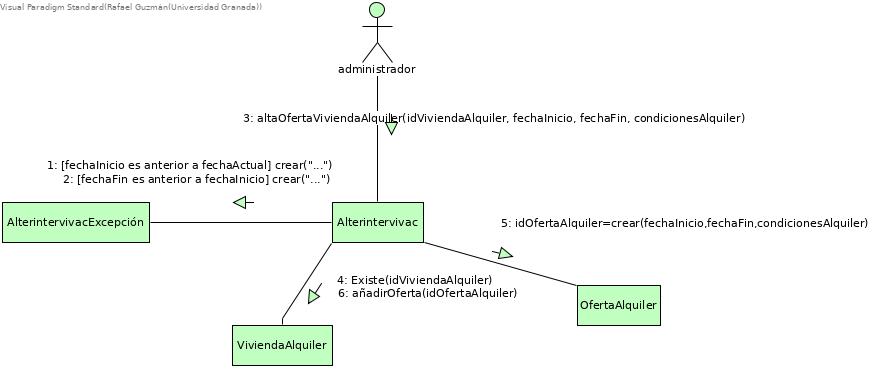 Visual Paradigm Standard(Rafael Guzmán(Universidad Granada))
administrador
3: altaOfertaViviendaAlquiler(idViviendaAlquiler, fechaInicio, fechaFin, condicionesAlquiler)
1: [fechaInicio es anterior a fechaActual] crear("...")
2: [fechaFin es anterior a fechaInicio] crear("...")
AlterintervivacExcepción
Alterintervivac
5: idOfertaAlquiler=crear(fechaInicio,fechaFin,condicionesAlquiler)
4: Existe(idViviendaAlquiler)
6: añadirOferta(idOfertaAlquiler)
OfertaAlquiler
ViviendaAlquiler